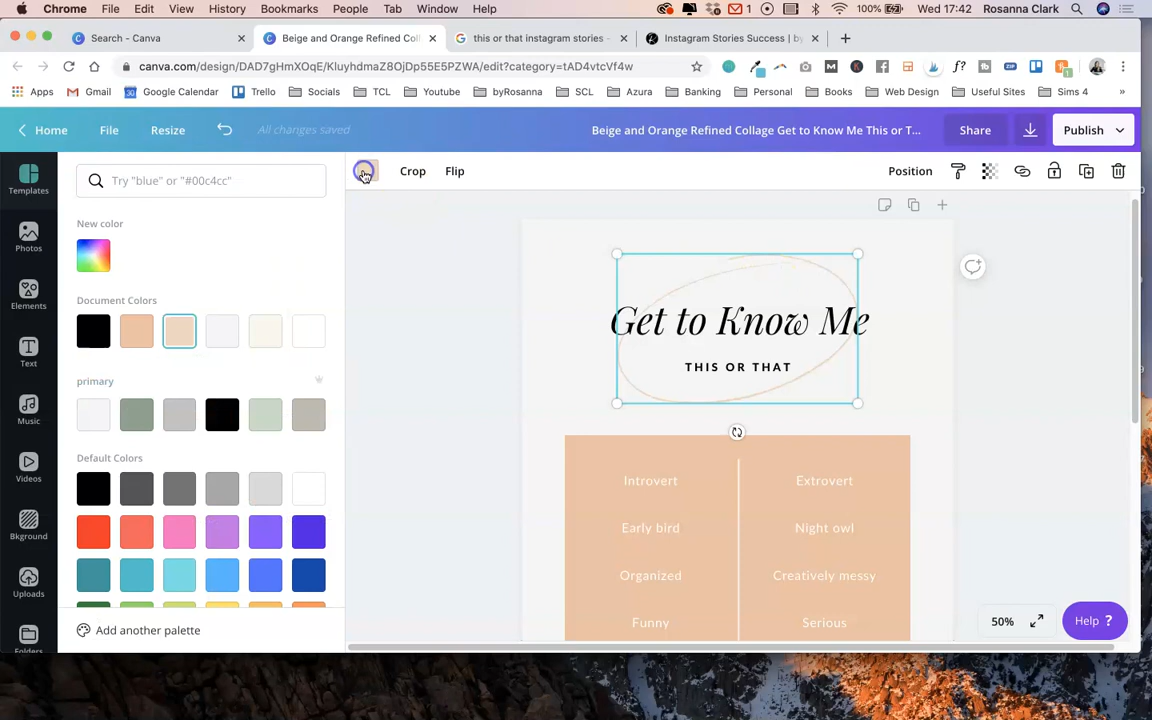 Chrome File Edit View History Bookmarks People Tab Window Help 1 100% Wed 17:42 Rosanna Clark
Search - Canva Beige and Orange Refined Coll this or that instagram stories - Instagram Stories Success | by
canva.com/design/DAD7gHmXOqE/KluyhdmaZ8OjDp55E5PZWA/edit?category=tAD4vtcVf4w
Apps Gmail Google Calendar Trello Socials TCL Youtube byRosanna SCL Azura Banking Personal Books Web Design Useful Sites Sims 4 »
Home File Resize All changes saved Beige and Orange Refined Collage Get to Know Me This or T... Share Publish
Templates
Photos
Elements
Text
Music
Videos
Bkground
Uploads
Folders
Try "blue" or "#00c4cc"
New color
Document Colors
primary
Default Colors
Add another palette
Crop Flip Position
Get to Know Me
THIS OR THAT
Introvert Extrovert
Early bird Night owl
Organized Creatively messy
Funny Serious
50% Help ?